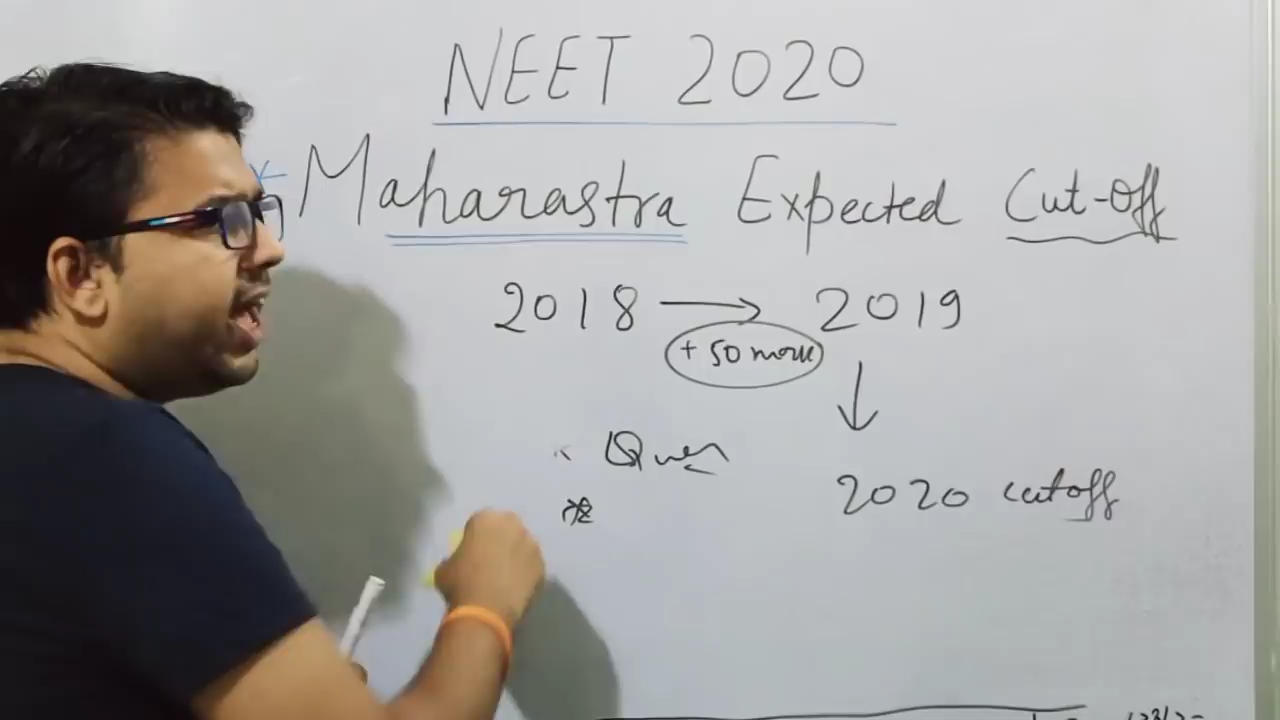 NEET 2020
Maharastra Expected Cut-Off
2018 → 2019
+ 50 more
↓
Ques
2020 cutoff